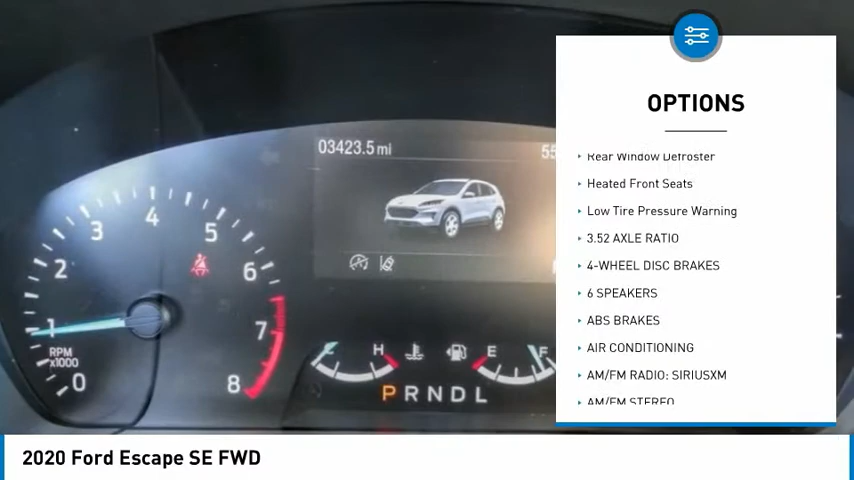 03423.5 mi
55
0
1
2
3
4
5
6
7
8
RPM
x1000
H
E
F
P R N D L
OPTIONS
Rear Window Defroster
Heated Front Seats
Low Tire Pressure Warning
3.52 AXLE RATIO
4-WHEEL DISC BRAKES
6 SPEAKERS
ABS BRAKES
AIR CONDITIONING
AM/FM RADIO: SIRIUSXM
AM/FM STEREO
2020 Ford Escape SE FWD